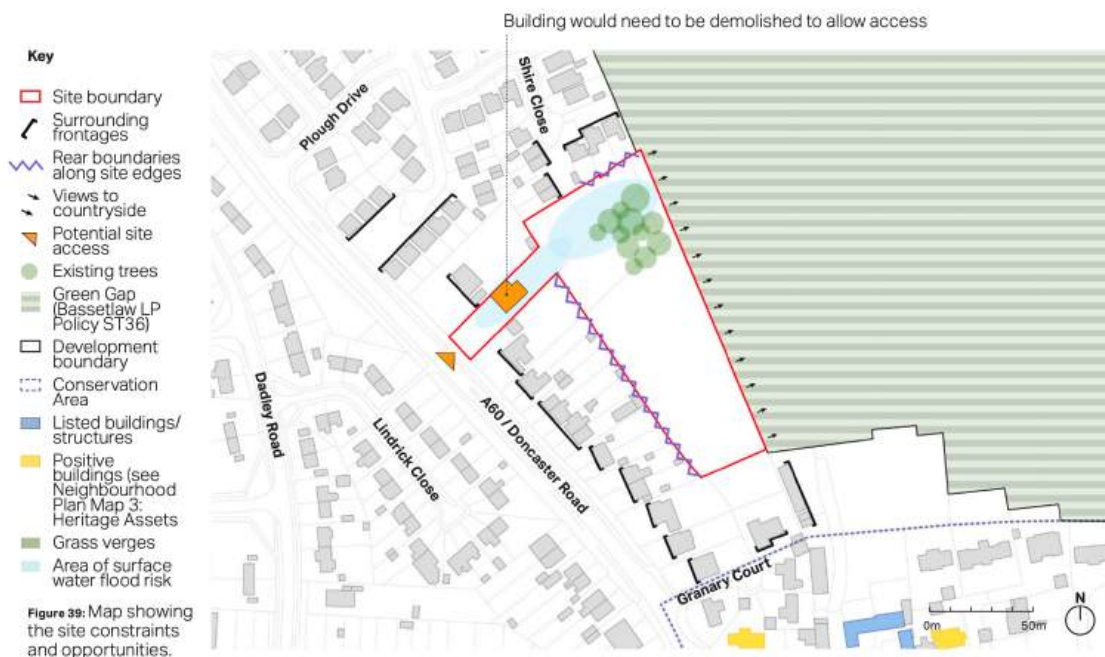 Building would need to be demolished to allow access
Key
Site boundary
Surrounding
frontages
Rear boundaries
along site edges
Views to
countryside
Potential site
access
Existing trees
Green Gap
(Bassetlaw LP
Policy ST36)
Development
boundary
Conservation
Area
Listed buildings/
structures
Positive
buildings (see
Neighbourhood
Plan Map 3:
Heritage Assets
Grass verges
Area of surface
water flood risk
Figure 39: Map showing
the site constraints
and opportunities.
Plough Drive
Shire Close
Dadley Road
Lindrick Close
A60 / Doncaster Road
Granary Court
0m
50m
N